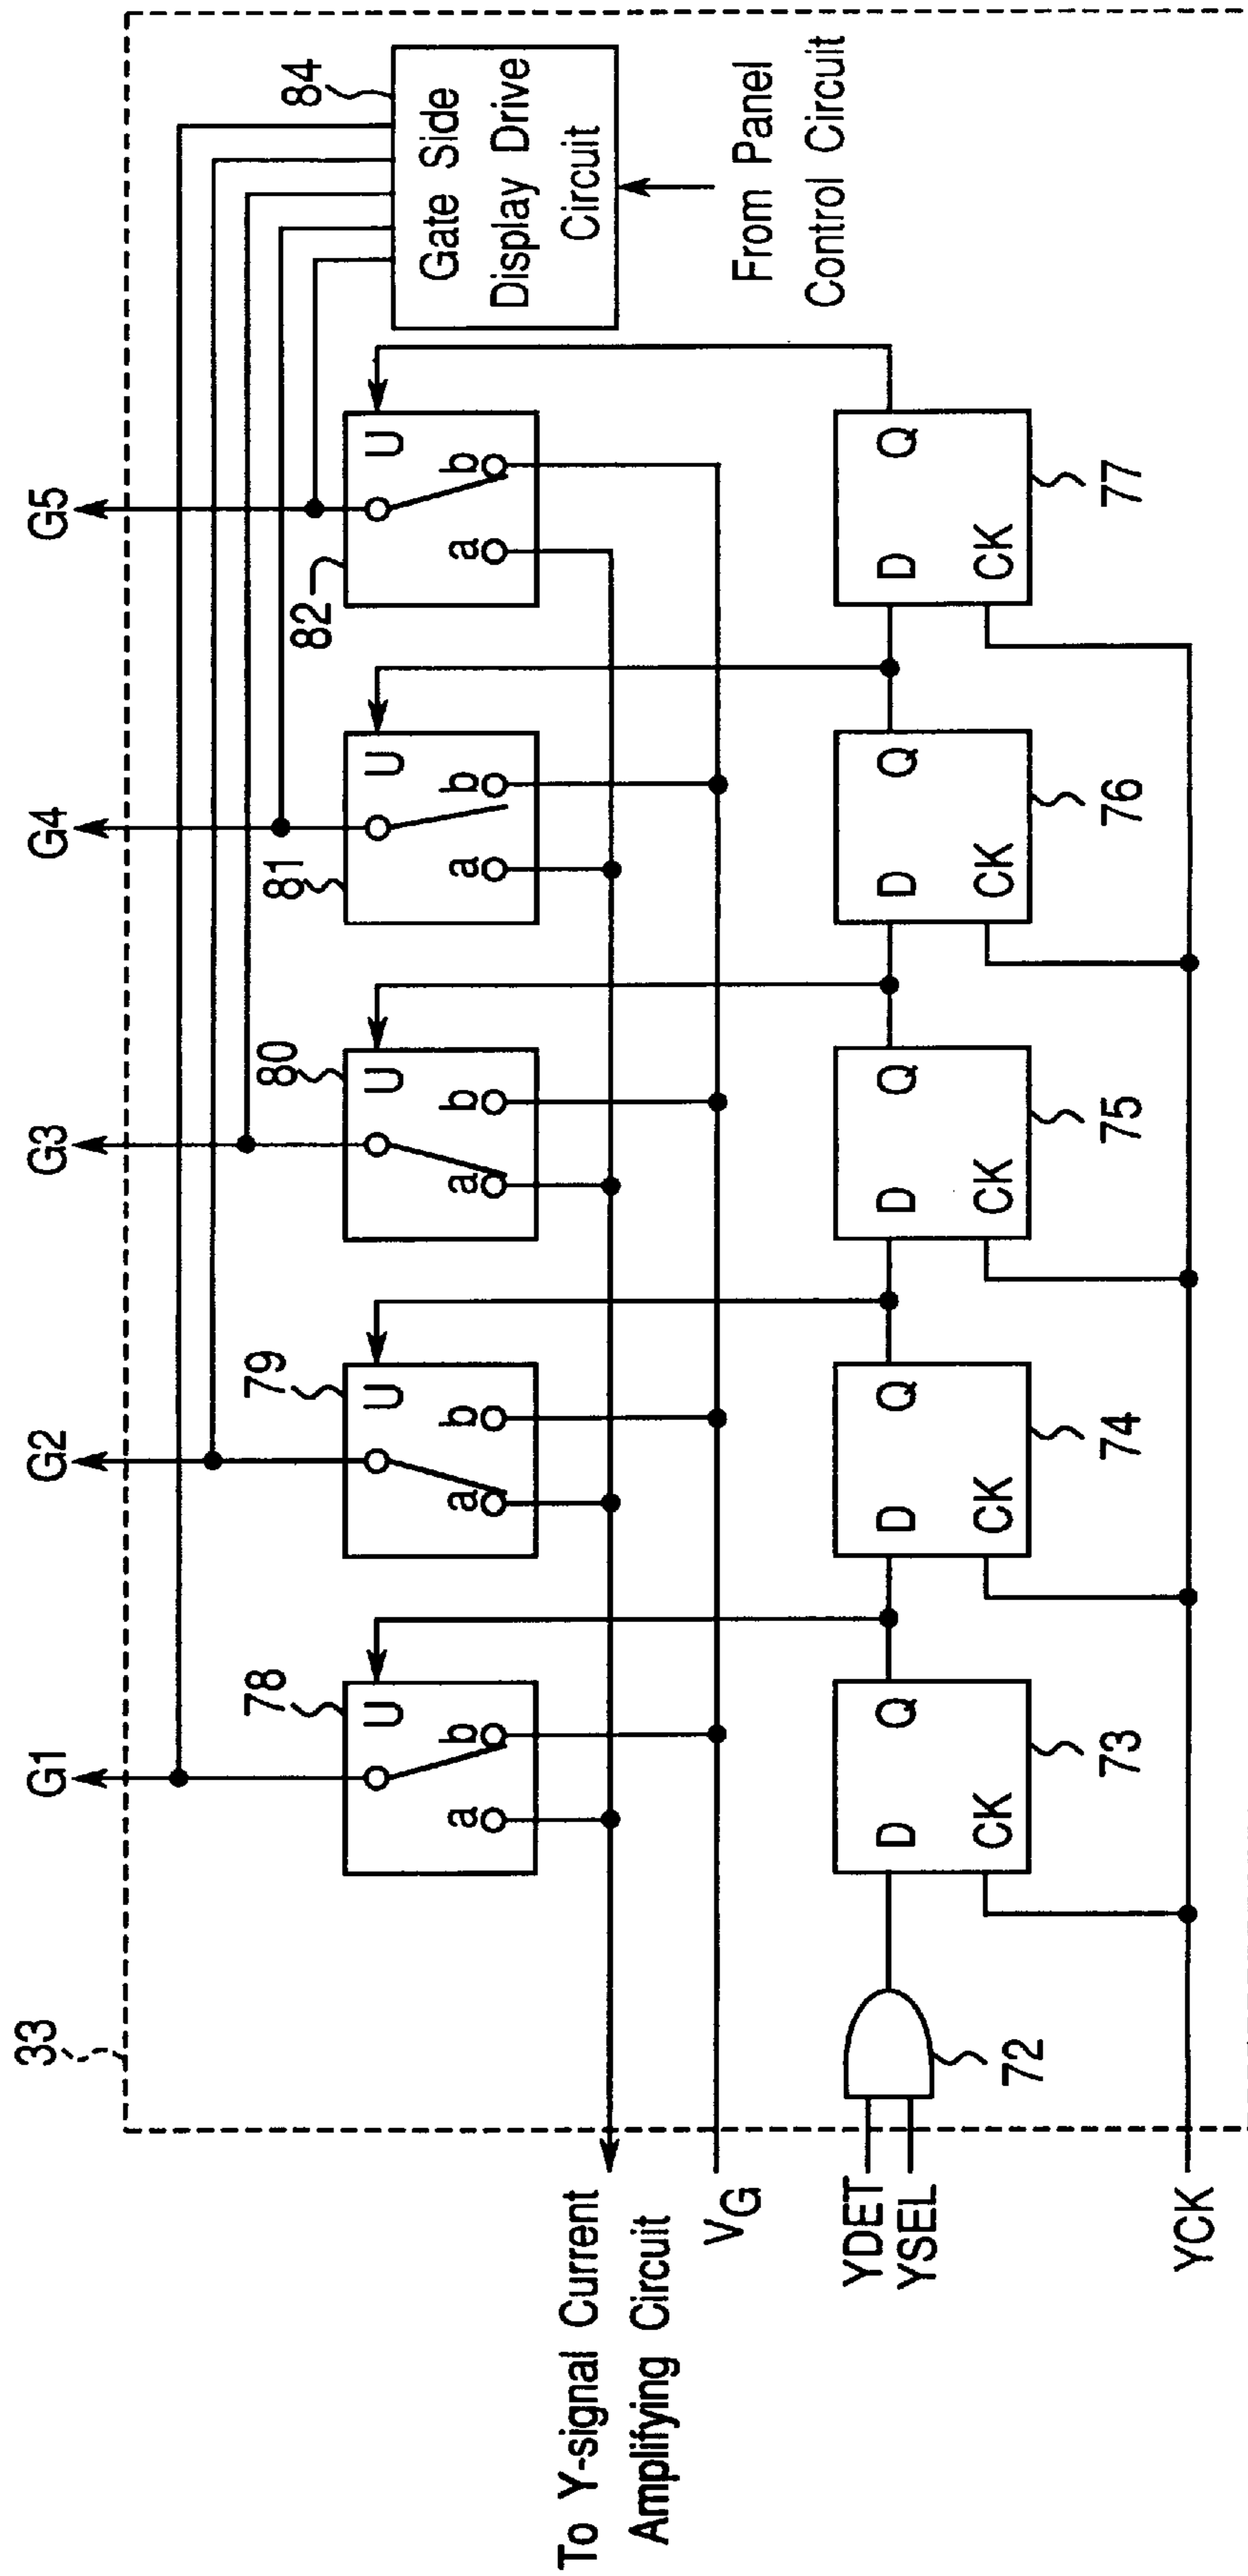 33
G1
G2
G3
G4
G5
84
Gate Side
Display Drive
Circuit
From Panel
Control Circuit
78
U
a
b
79
U
a
b
80
U
a
b
81
U
a
b
82
U
a
b
To Y-signal Current
Amplifying Circuit
VG
YDET
YSEL
72
D
Q
CK
73
D
Q
CK
74
D
Q
CK
75
D
Q
CK
76
D
Q
CK
77
YCK